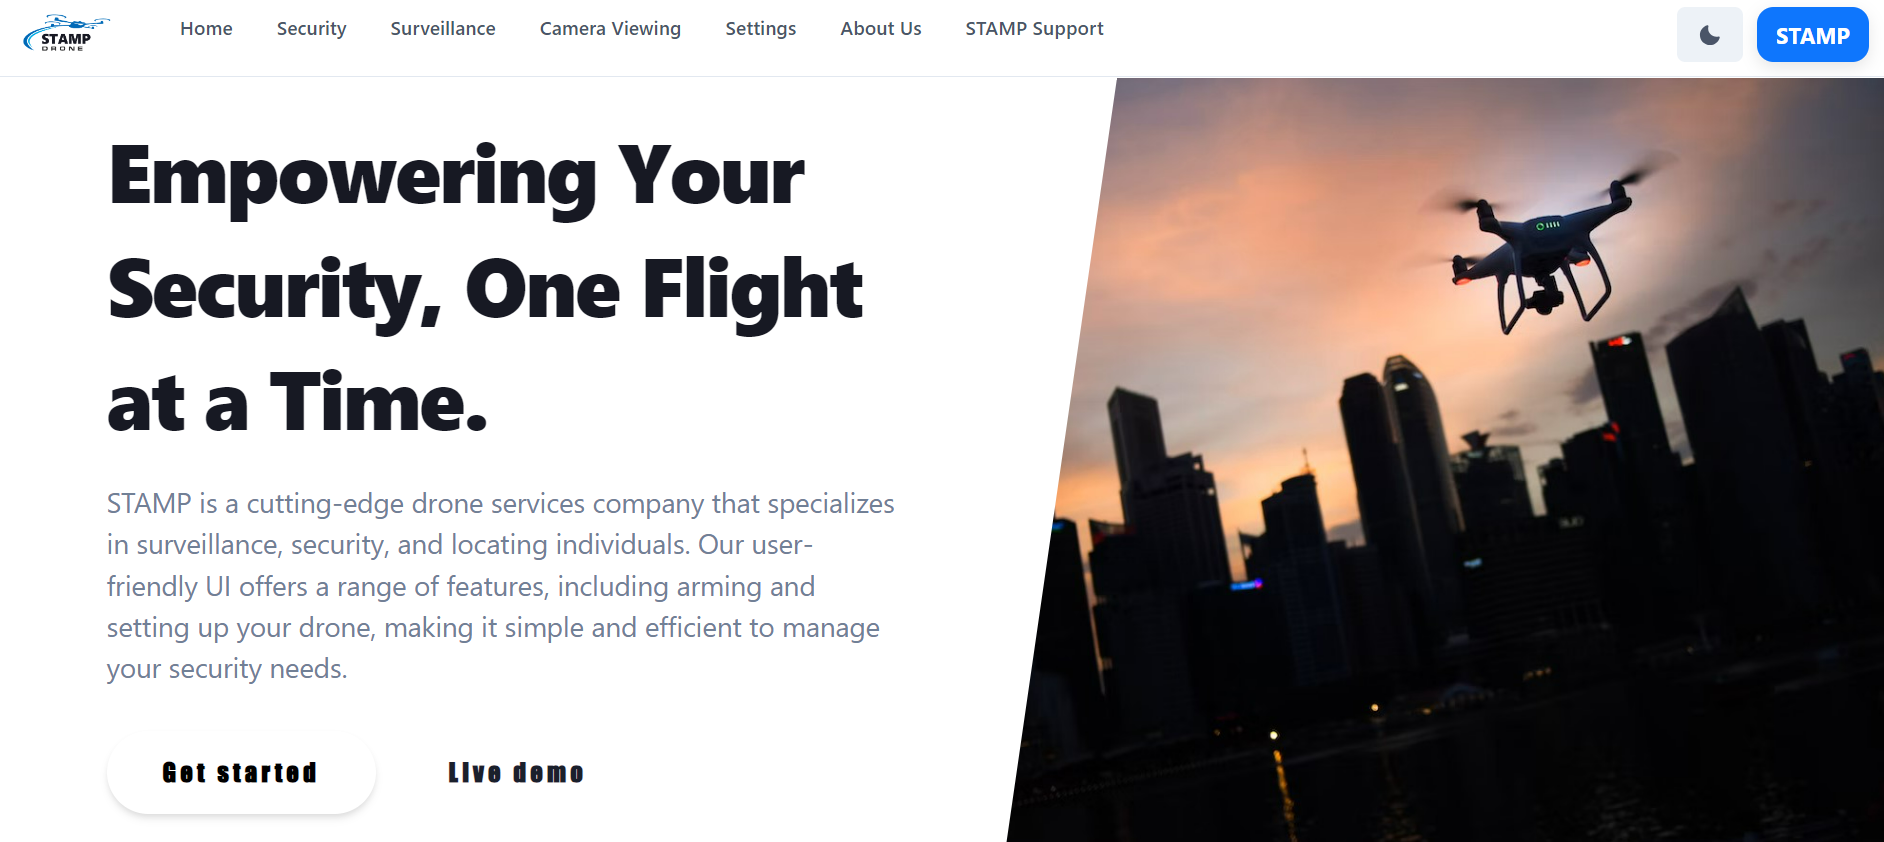 STAMP
DRONE
Home Security Surveillance Camera Viewing Settings About Us STAMP Support
STAMP
Empowering Your
Security, One Flight
at a Time.
STAMP is a cutting-edge drone services company that specializes
in surveillance, security, and locating individuals. Our user-
friendly UI offers a range of features, including arming and
setting up your drone, making it simple and efficient to manage
your security needs.
Get started Live demo